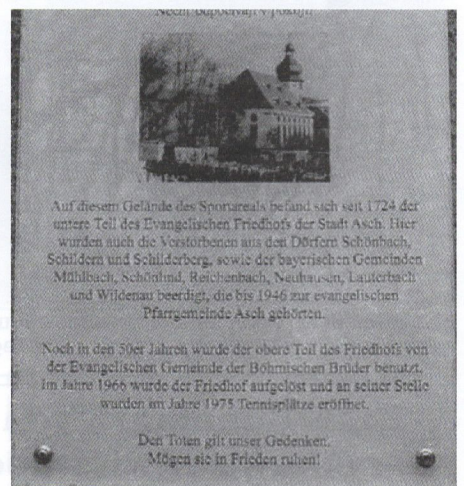 Nechť odpočívají v pokoji!
Auf diesem Gelände des Sportareals befand sich seit 1724 der
untere Teil des Evangelischen Friedhofs der Stadt Asch. Hier
wurden auch die Verstorbenen aus den Dörfern Schönbach,
Schildern und Schilderberg, sowie der bayerischen Gemeinden
Mühlbach, Schönlind, Reichenbach, Neuhausen, Lauterbach
und Wildenau beerdigt, die bis 1946 zur evangelischen
Pfarrgemeinde Asch gehörten.
Noch in den 50er Jahren wurde der obere Teil des Friedhofs von
der Evangelischen Gemeinde der Böhmischen Brüder benutzt.
Im Jahre 1966 wurde der Friedhof aufgelöst und an seiner Stelle
wurden im Jahre 1975 Tennisplätze eröffnet.
Den Toten gilt unser Gedenken.
Mögen sie in Frieden ruhen!